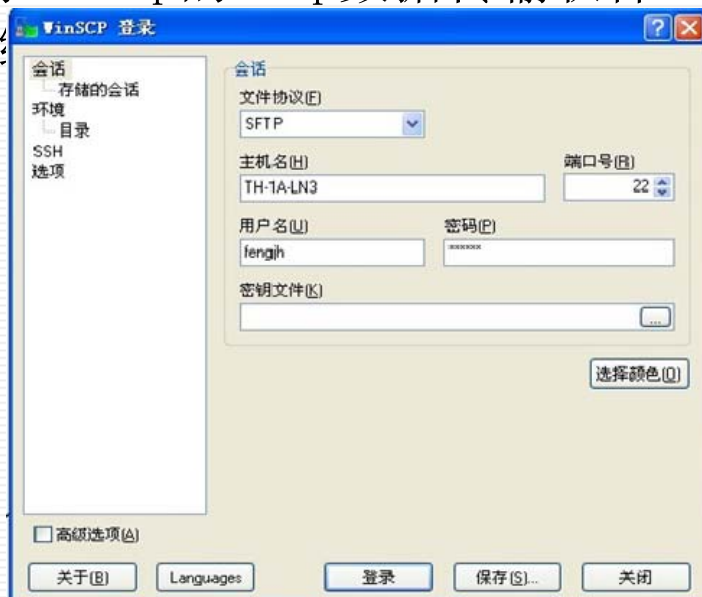 WinSCP 登录
会话
存储的会话
环境
目录
SSH
选项
会话
文件协议(F)
SFTP
主机名(H) 端口号(R)
TH-1A-LN3 22
用户名(U) 密码(P)
fengjh ******
密钥文件(K)
...
选择颜色(O)
高级选项(A)
关于(B) Languages 登录 保存(S)... 关闭